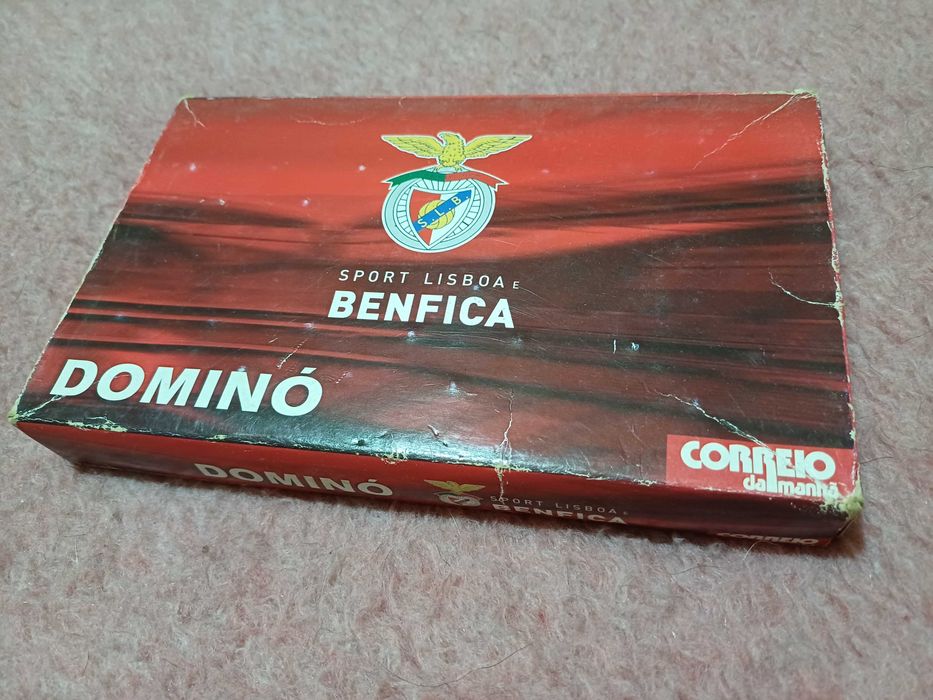 S. L. B.
SPORT LISBOA E
BENFICA
DOMINÓ
CORREIO
da manhã
DOMINÓ
SPORT LISBOA E
BENFICA
CORREIO